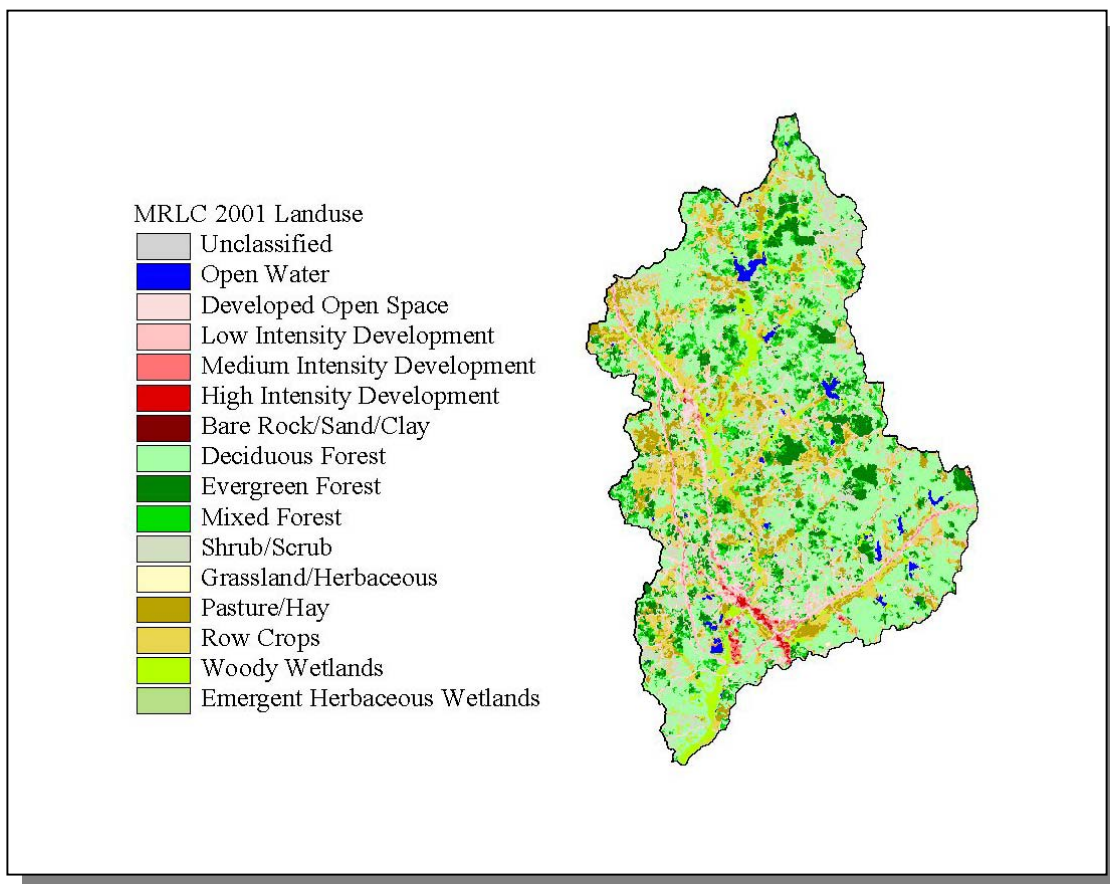 MRLC 2001 Landuse
Unclassified
Open Water
Developed Open Space
Low Intensity Development
Medium Intensity Development
High Intensity Development
Bare Rock/Sand/Clay
Deciduous Forest
Evergreen Forest
Mixed Forest
Shrub/Scrub
Grassland/Herbaceous
Pasture/Hay
Row Crops
Woody Wetlands
Emergent Herbaceous Wetlands